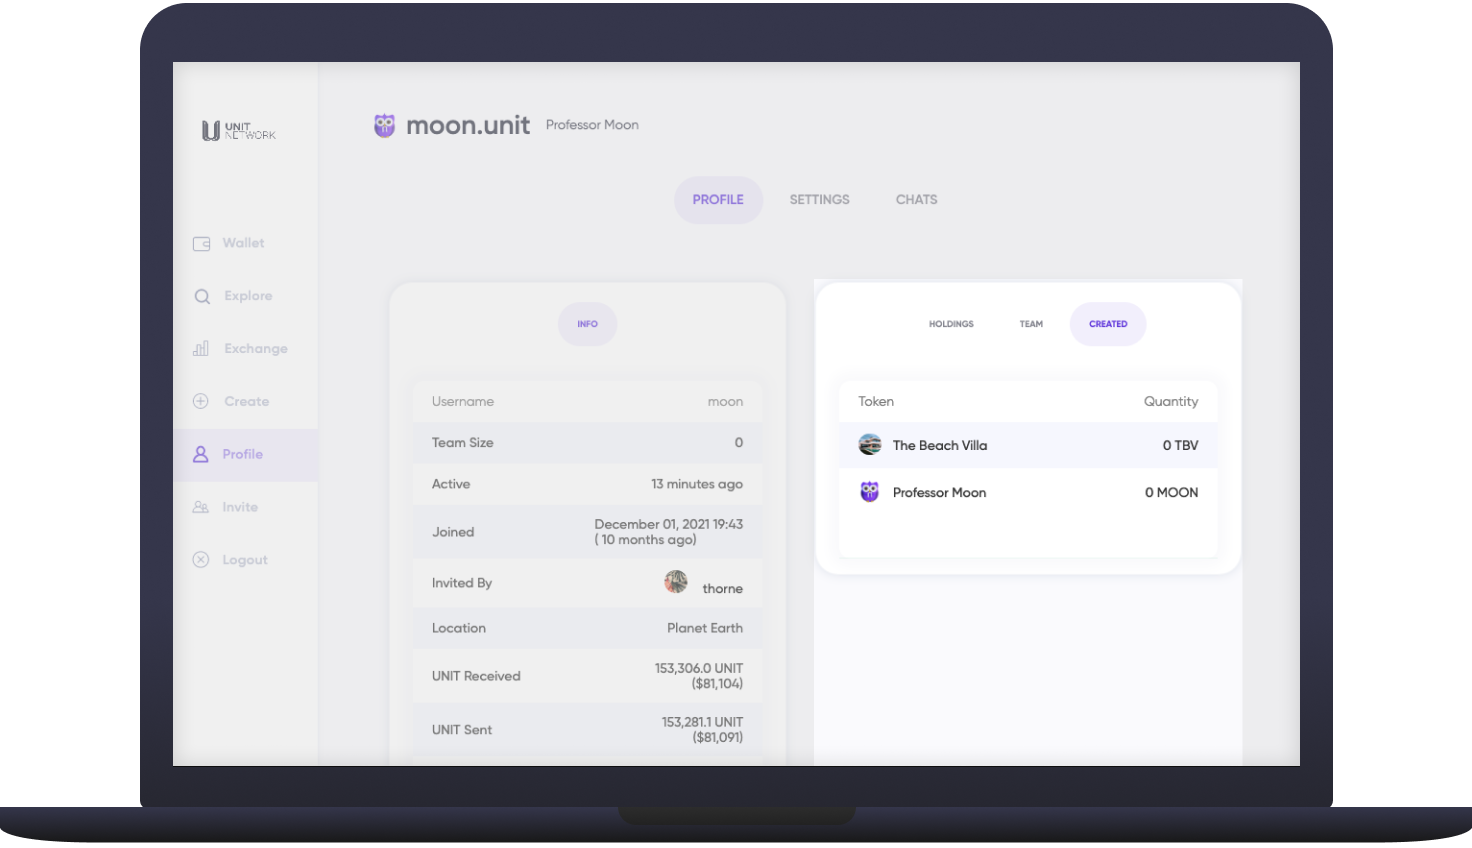 UNIT
NETWORK
moon.unit Professor Moon
PROFILE SETTINGS CHATS
Wallet
Explore
Exchange
Create
Profile
Invite
Logout
INFO
Username moon
Team Size 0
Active 13 minutes ago
Joined December 01, 2021 19:43
( 10 months ago)
Invited By thorne
Location Planet Earth
UNIT Received 153,306.0 UNIT
($81,104)
UNIT Sent 153,281.1 UNIT
($81,091)
HOLDINGS TEAM CREATED
Token Quantity
The Beach Villa 0 TBV
Professor Moon 0 MOON